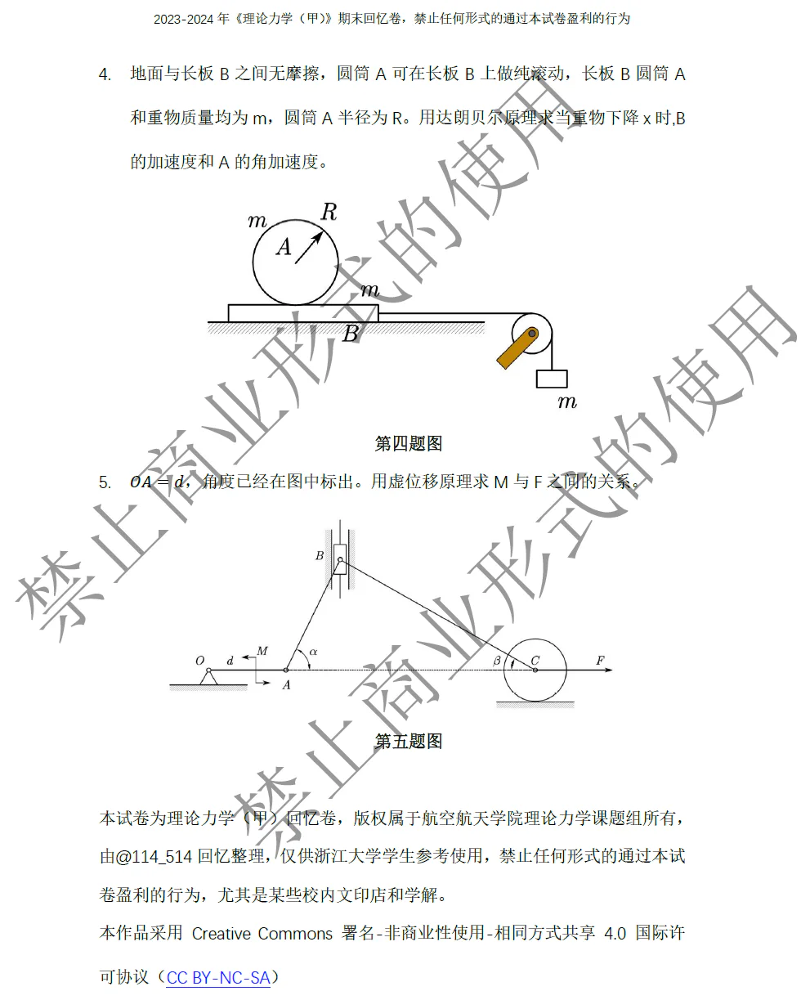 2023-2024 年《理论力学（甲）》期末回忆卷，禁止任何形式的通过本试卷盈利的行为
4. 地面与长板 B 之间无摩擦，圆筒 A 可在长板 B 上做纯滚动，长板 B 圆筒 A
和重物质量均为 m，圆筒 A 半径为 R。用达朗贝尔原理求当重物下降 x 时,B
的加速度和 A 的角加速度。
m
R
A
m
B
m
第四题图
5. OA = d，角度已经在图中标出。用虚位移原理求 M 与 F 之间的关系。
B
α
O
d
M
A
β
C
F
第五题图
本试卷为理论力学（甲）回忆卷，版权属于航空航天学院理论力学课题组所有，
由@114_514 回忆整理，仅供浙江大学学生参考使用，禁止任何形式的通过本试
卷盈利的行为，尤其是某些校内文印店和学解。
本作品采用 Creative Commons 署名-非商业性使用-相同方式共享 4.0 国际许
可协议（CC BY-NC-SA）
禁止商业形式的使用
禁止商业形式的使用